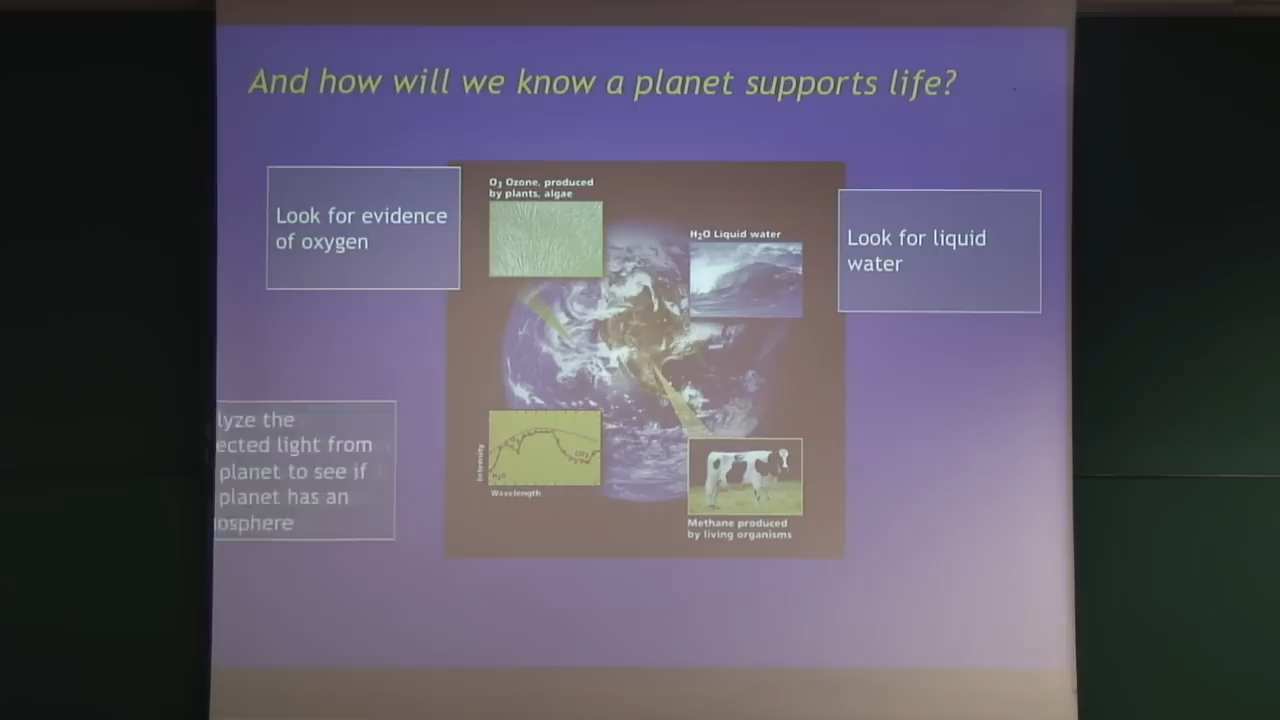 And how will we know a planet supports life?
Look for evidence
of oxygen
O3 Ozone, produced
by plants, algae
H2O Liquid water
Look for liquid
water
lyze the
ected light from
planet to see if
planet has an
osphere
Intensity
H2O
CO2
Wavelength
Methane produced
by living organisms